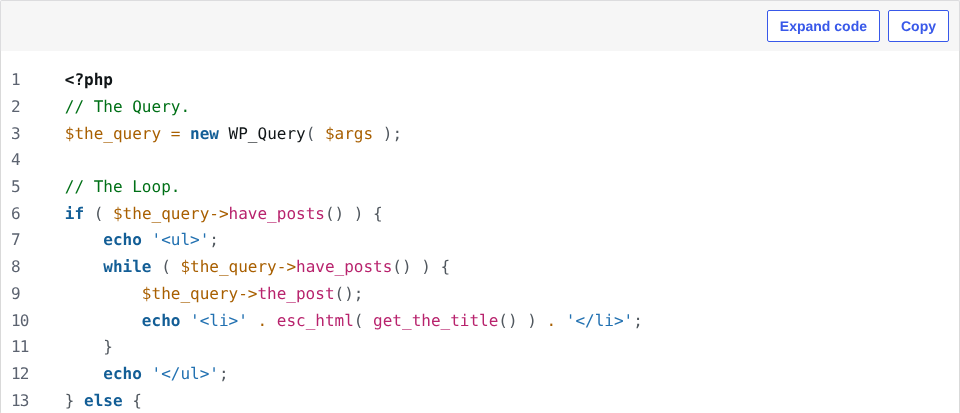 Expand code Copy
1 <?php
2 // The Query.
3 $the_query = new WP_Query( $args );
4
5 // The Loop.
6 if ( $the_query->have_posts() ) {
7     echo '<ul>';
8     while ( $the_query->have_posts() ) {
9         $the_query->the_post();
10         echo '<li>' . esc_html( get_the_title() ) . '</li>';
11     }
12     echo '</ul>';
13 } else {